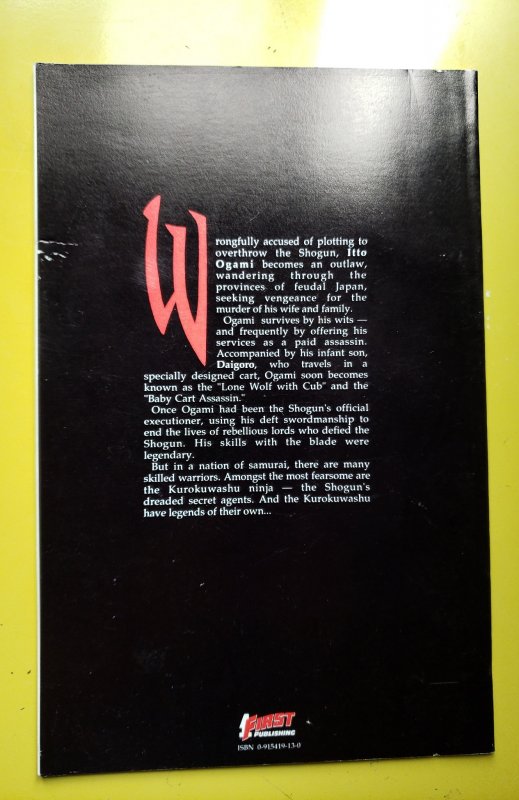 Wrongfully accused of plotting to
overthrow the Shogun, Itto
Ogami becomes an outlaw,
wandering through the
provinces of feudal Japan,
seeking vengeance for the
murder of his wife and family.
Ogami survives by his wits —
and frequently by offering his
services as a paid assassin.
Accompanied by his infant son,
Daigoro, who travels in a
specially designed cart, Ogami soon becomes
known as the "Lone Wolf with Cub" and the
"Baby Cart Assassin."
Once Ogami had been the Shogun's official
executioner, using his deft swordmanship to
end the lives of rebellious lords who defied the
Shogun. His skills with the blade were
legendary.
But in a nation of samurai, there are many
skilled warriors. Amongst the most fearsome are
the Kurokuwashu ninja — the Shogun's
dreaded secret agents. And the Kurokuwashu
have legends of their own...
FIRST
PUBLISHING
ISBN 0-915419-13-0